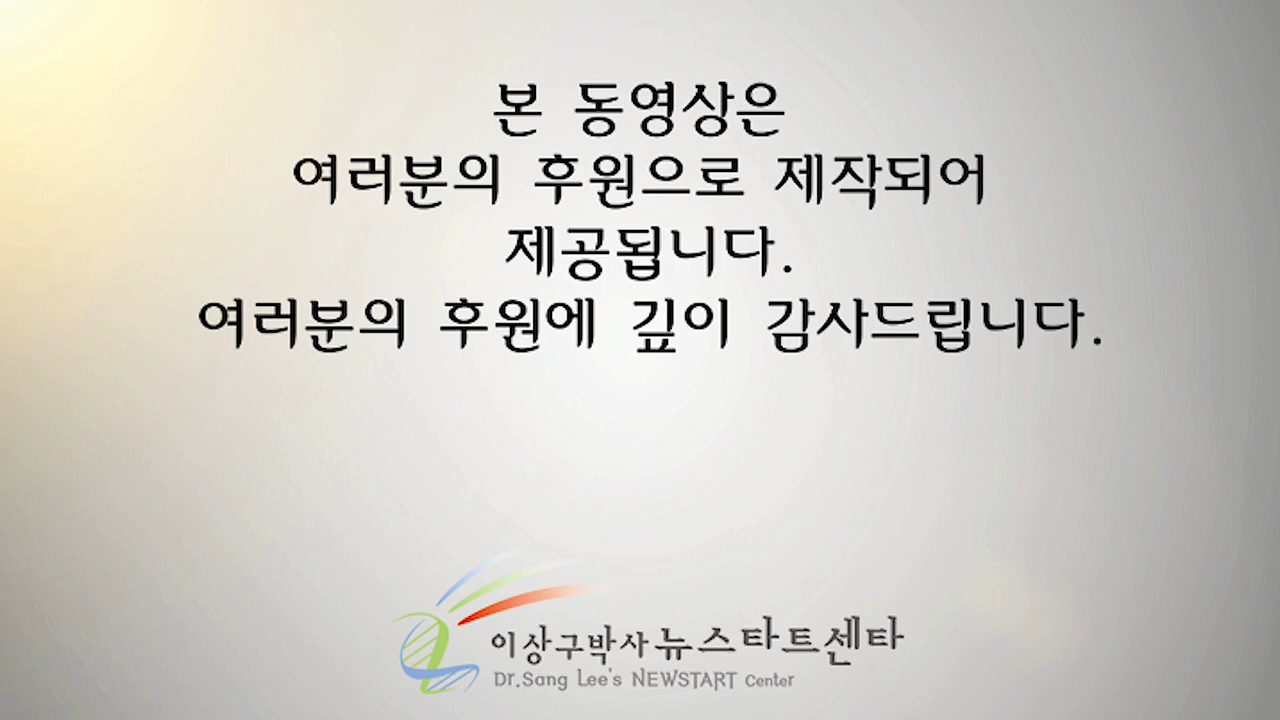 본 동영상은
여러분의 후원으로 제작되어
제공됩니다.
여러분의 후원에 깊이 감사드립니다.
이상구박사뉴스타트센타
Dr.Sang Lee's NEWSTART Center